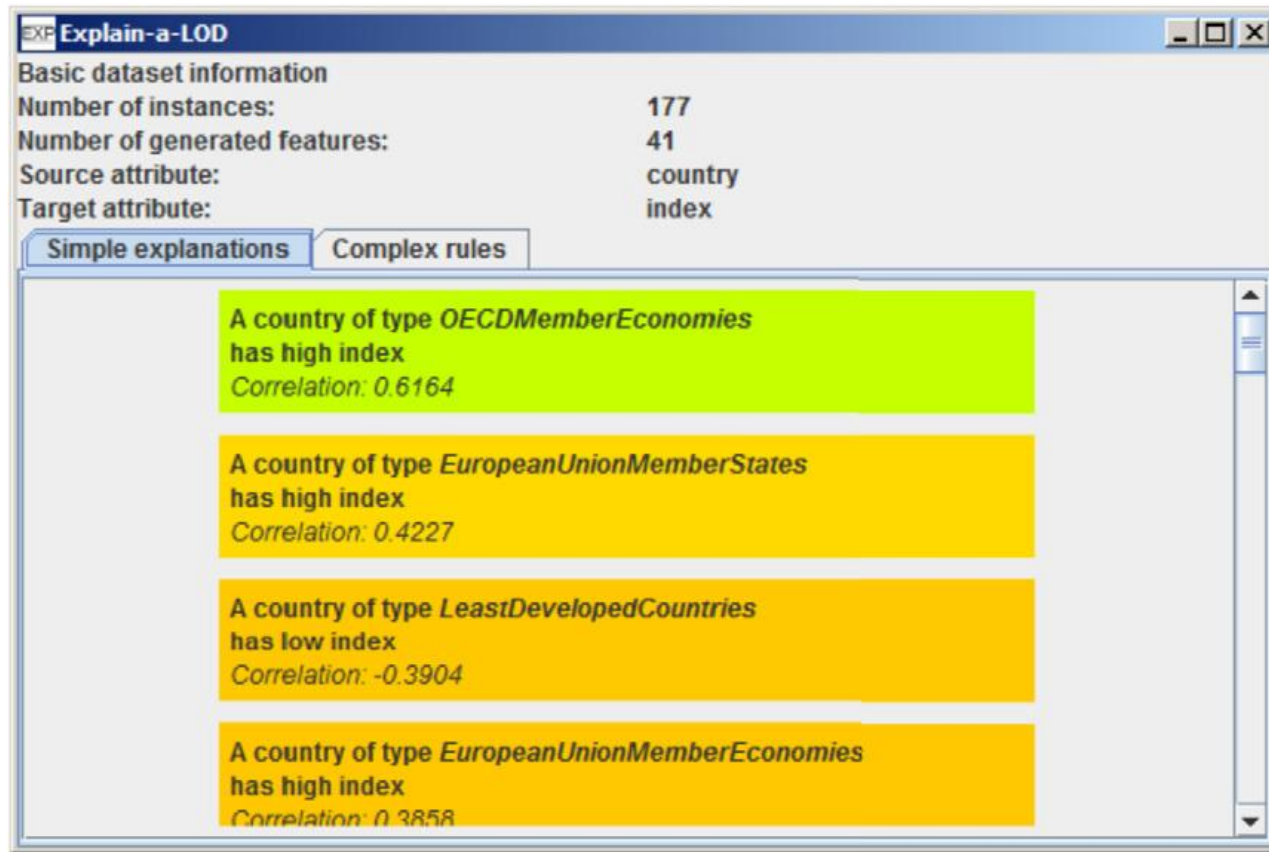 EXP Explain-a-LOD
Basic dataset information
Number of instances: 177
Number of generated features: 41
Source attribute: country
Target attribute: index
Simple explanations Complex rules
A country of type OECDMemberEconomies
has high index
Correlation: 0.6164
A country of type EuropeanUnionMemberStates
has high index
Correlation: 0.4227
A country of type LeastDevelopedCountries
has low index
Correlation: -0.3904
A country of type EuropeanUnionMemberEconomies
has high index
Correlation: 0.3858